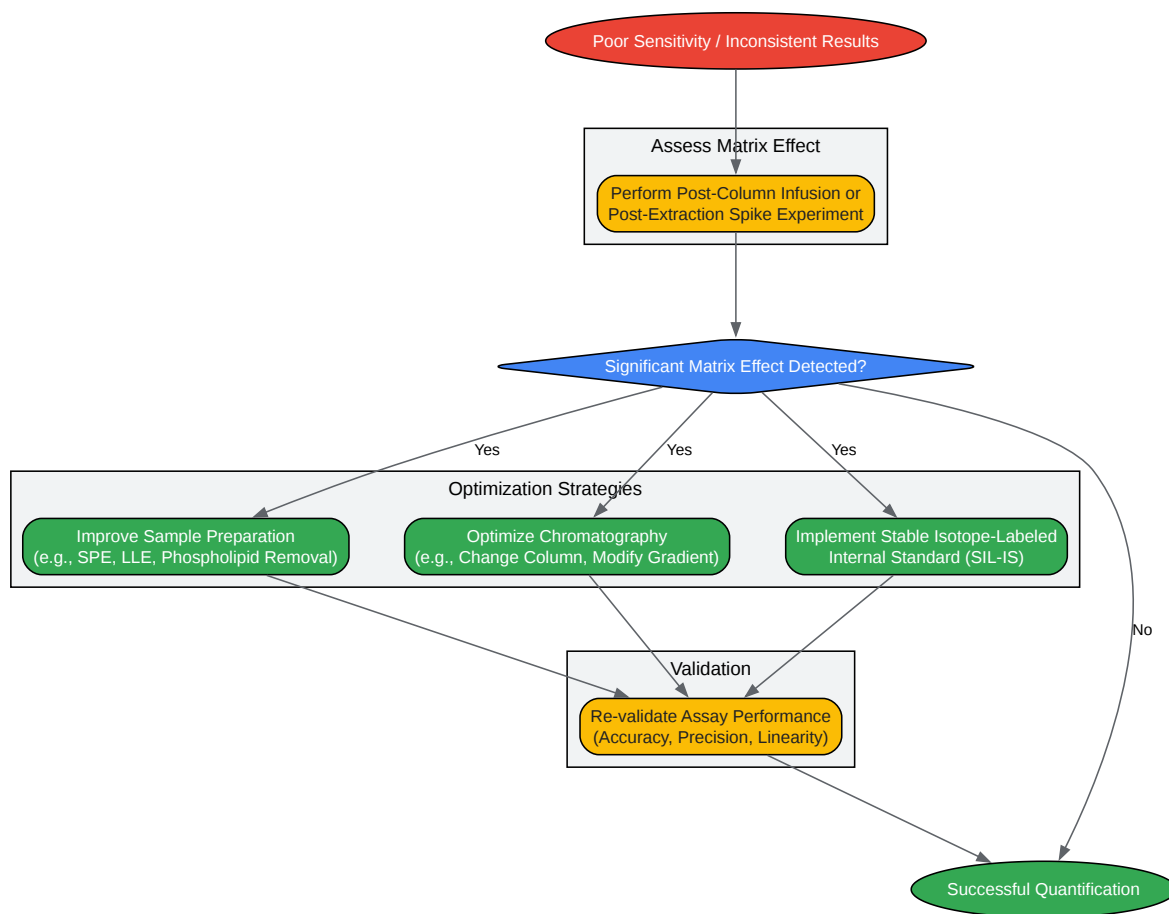 Poor Sensitivity / Inconsistent Results
Assess Matrix Effect
Perform Post-Column Infusion or
Post-Extraction Spike Experiment
Significant Matrix Effect Detected?
Yes
Yes
Yes
Optimization Strategies
Improve Sample Preparation
(e.g., SPE, LLE, Phospholipid Removal)
Optimize Chromatography
(e.g., Change Column, Modify Gradient)
Implement Stable Isotope-Labeled
Internal Standard (SIL-IS)
No
Validation
Re-validate Assay Performance
(Accuracy, Precision, Linearity)
Successful Quantification